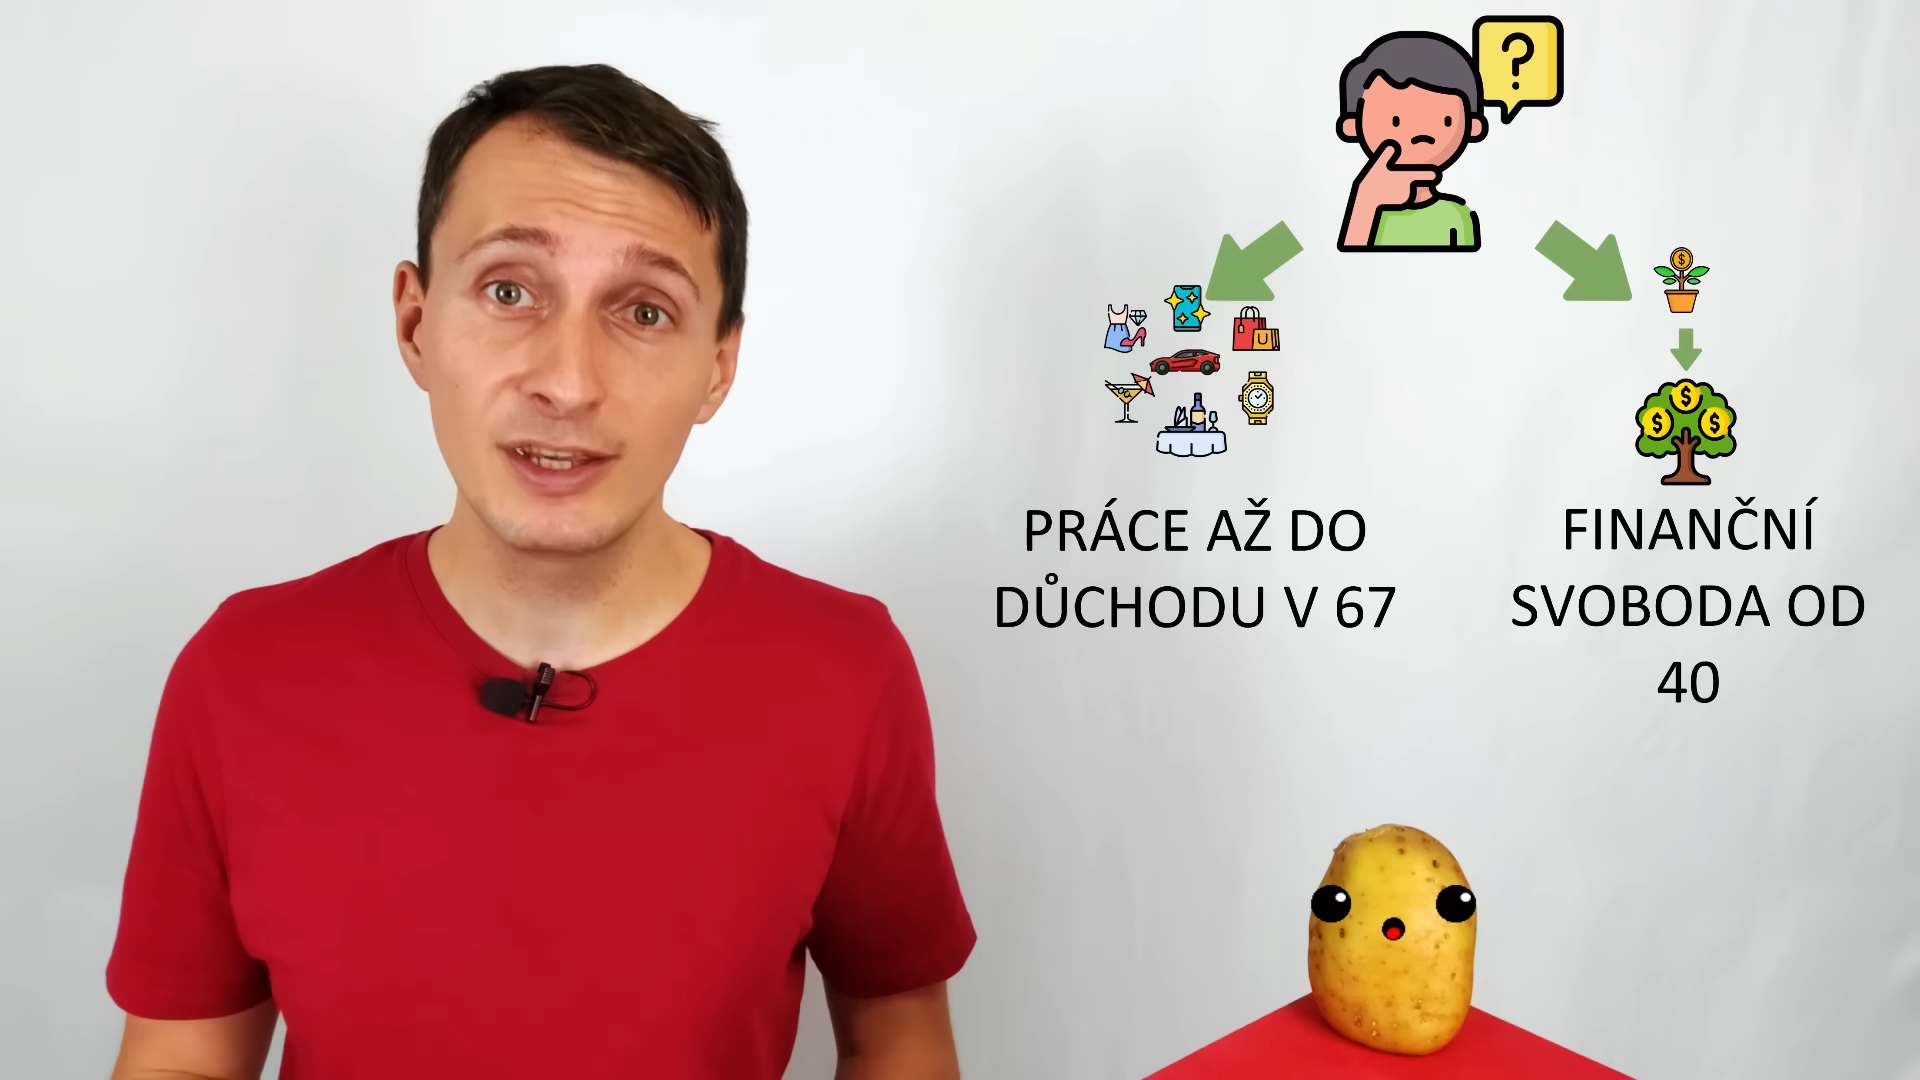 ?
PRÁCE AŽ DO
DŮCHODU V 67
$
$
$ $
FINANČNÍ
SVOBODA OD
40